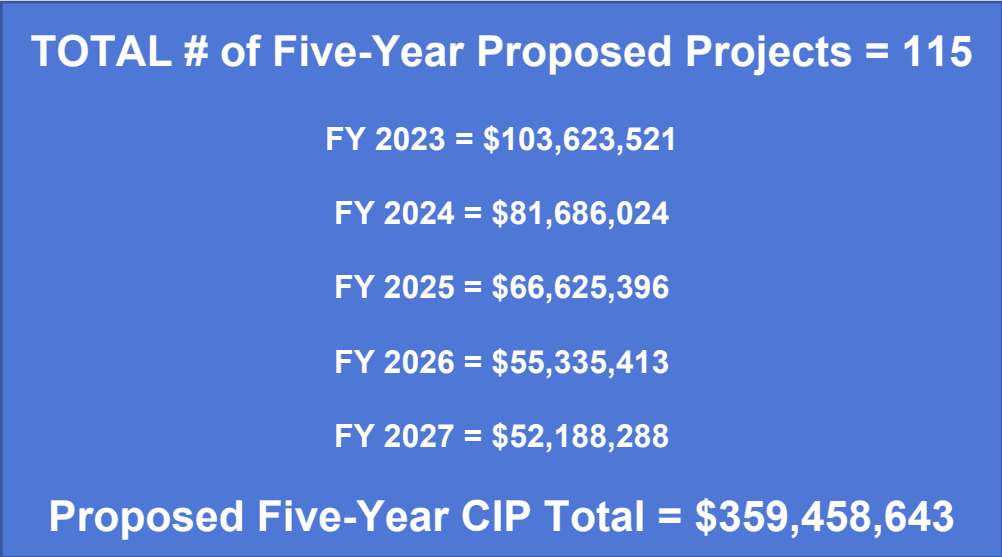 TOTAL # of Five-Year Proposed Projects = 115
FY 2023 = $103,623,521
FY 2024 = $81,686,024
FY 2025 = $66,625,396
FY 2026 = $55,335,413
FY 2027 = $52,188,288
Proposed Five-Year CIP Total = $359,458,643